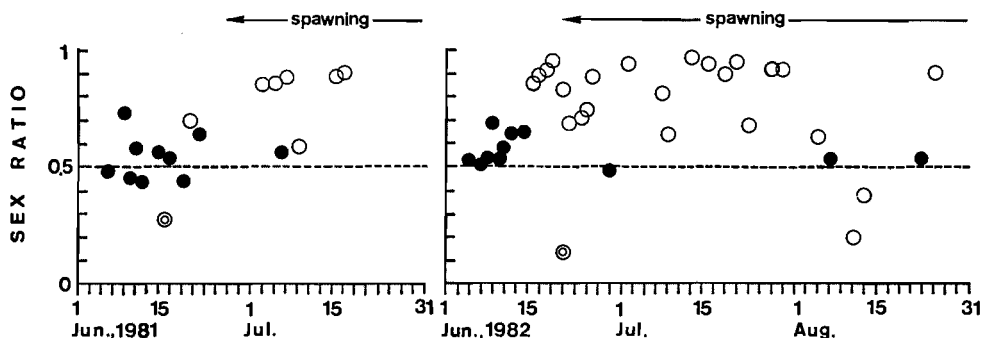 spawning spawning
SEX RATIO
1
0,5
0
1 15 1 15 31 1 15 1 15 1 15 31
Jun.,1981 Jul. Jun.,1982 Jul. Aug.